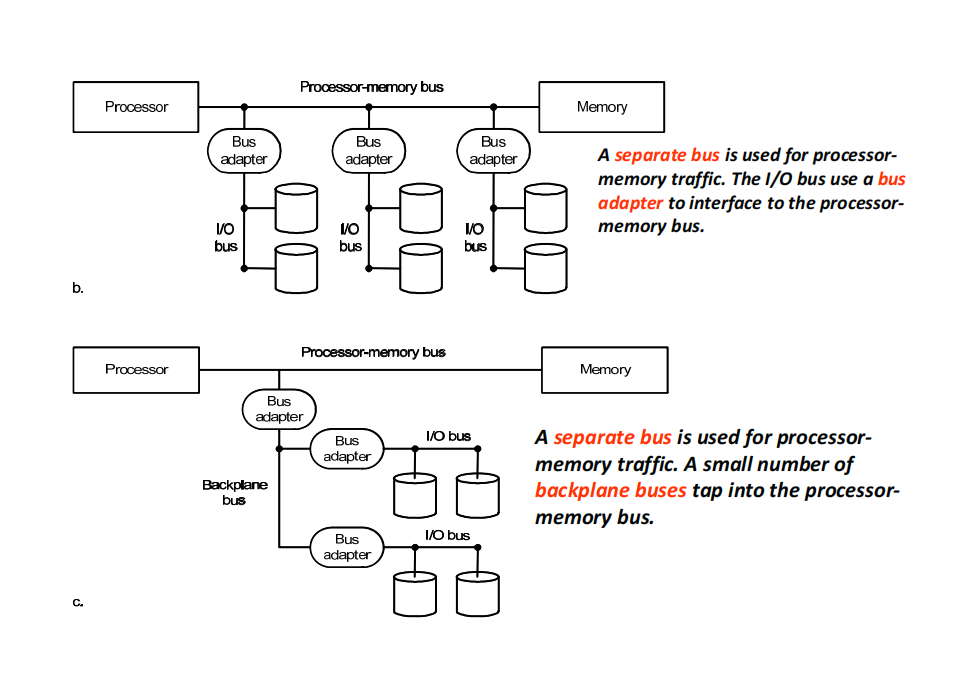 Processor-memory bus
Processor
Memory
Bus
adapter
Bus
adapter
Bus
adapter
I/O
bus
I/O
bus
I/O
bus
A separate bus is used for processor-
memory traffic. The I/O bus use a bus
adapter to interface to the processor-
memory bus.
b.
Processor-memory bus
Processor
Memory
Bus
adapter
Bus
adapter
I/O bus
Backplane
bus
Bus
adapter
I/O bus
A separate bus is used for processor-
memory traffic. A small number of
backplane buses tap into the processor-
memory bus.
c.